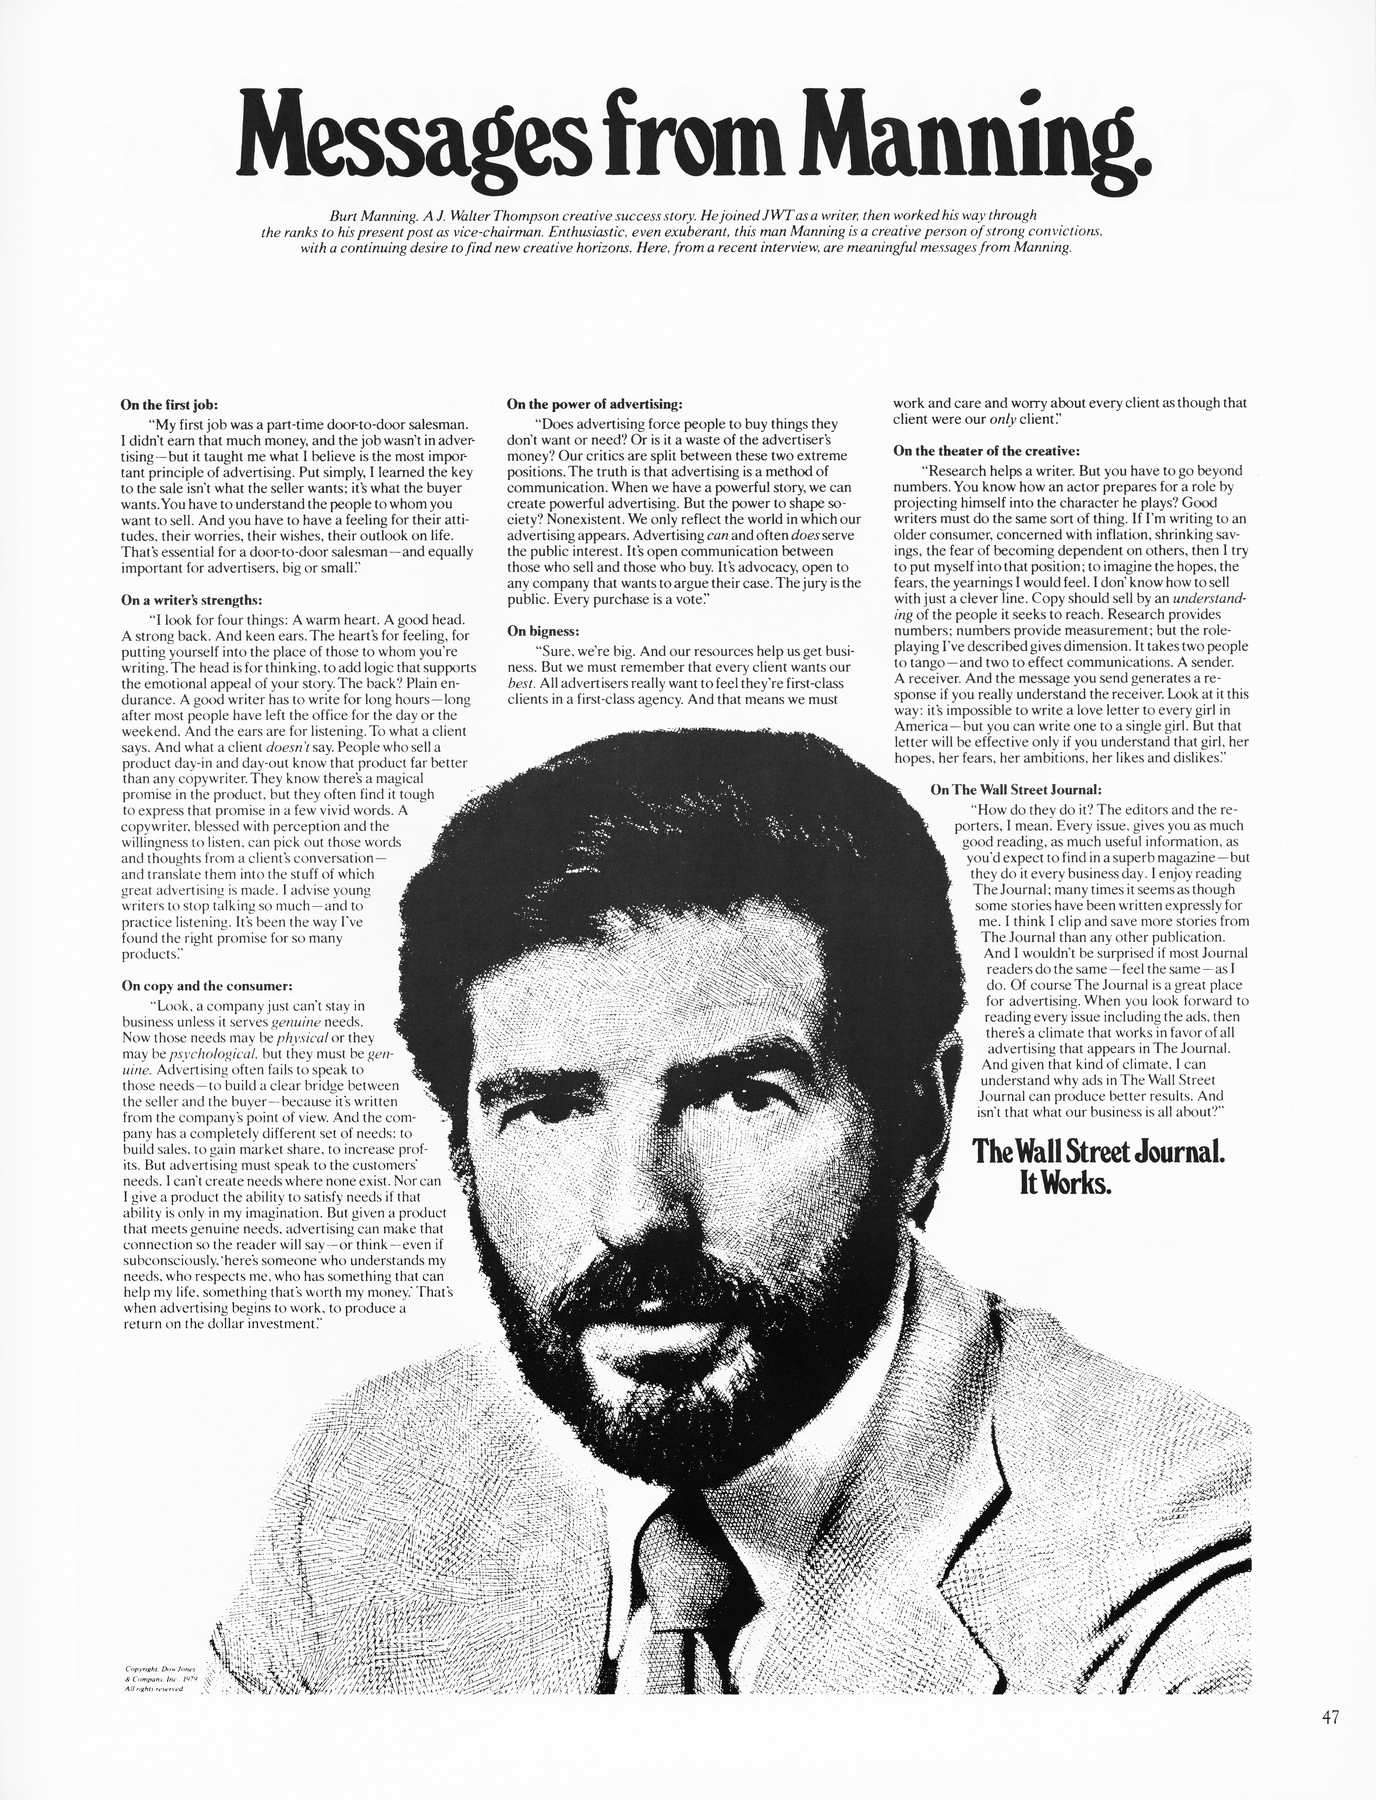 Messages from Manning.
Burt Manning. A J. Walter Thompson creative success story. He joined JWT as a writer, then worked his way through
the ranks to his present post as vice-chairman. Enthusiastic, even exuberant, this man Manning is a creative person of strong convictions,
with a continuing desire to find new creative horizons. Here, from a recent interview, are meaningful messages from Manning.
On the first job:
“My first job was a part-time door-to-door salesman.
I didn't earn that much money, and the job wasn't in adver-
tising—but it taught me what I believe is the most impor-
tant principle of advertising. Put simply, I learned the key
to the sale isn't what the seller wants; it's what the buyer
wants. You have to understand the people to whom you
want to sell. And you have to have a feeling for their atti-
tudes, their worries, their wishes, their outlook on life.
That's essential for a door-to-door salesman—and equally
important for advertisers, big or small.”
On a writer's strengths:
“I look for four things: A warm heart. A good head.
A strong back. And keen ears. The heart's for feeling, for
putting yourself into the place of those to whom you're
writing. The head is for thinking, to add logic that supports
the emotional appeal of your story. The back? Plain en-
durance. A good writer has to write for long hours—long
after most people have left the office for the day or the
weekend. And the ears are for listening. To what a client
says. And what a client doesn't say. People who sell a
product day-in and day-out know that product far better
than any copywriter. They know there's a magical
promise in the product, but they often find it tough
to express that promise in a few vivid words. A
copywriter, blessed with perception and the
willingness to listen, can pick out those words
and thoughts from a client's conversation—
and translate them into the stuff of which
great advertising is made. I advise young
writers to stop talking so much—and to
practice listening. It's been the way I've
found the right promise for so many
products.”
On copy and the consumer:
“Look, a company just can't stay in
business unless it serves genuine needs.
Now those needs may be physical or they
may be psychological, but they must be gen-
uine. Advertising often fails to speak to
those needs—to build a clear bridge between
the seller and the buyer—because it's written
from the company's point of view. And the com-
pany has a completely different set of needs: to
build sales, to gain market share, to increase prof-
its. But advertising must speak to the customers'
needs. I can't create needs where none exist. Nor can
I give a product the ability to satisfy needs if that
ability is only in my imagination. But given a product
that meets genuine needs, advertising can make that
connection so the reader will say—or think—even if
subconsciously, 'here's someone who understands my
needs, who respects me, who has something that can
help my life, something that's worth my money.' That's
when advertising begins to work, to produce a
return on the dollar investment.”
On the power of advertising:
“Does advertising force people to buy things they
don't want or need? Or is it a waste of the advertiser's
money? Our critics are split between these two extreme
positions. The truth is that advertising is a method of
communication. When we have a powerful story, we can
create powerful advertising. But the power to shape so-
ciety? Nonexistent. We only reflect the world in which our
advertising appears. Advertising can and often does serve
the public interest. It's open communication between
those who sell and those who buy. It's advocacy, open to
any company that wants to argue their case. The jury is the
public. Every purchase is a vote.”
On bigness:
“Sure, we're big. And our resources help us get busi-
ness. But we must remember that every client wants our
best. All advertisers really want to feel they're first-class
clients in a first-class agency. And that means we must
work and care and worry about every client as though that
client were our only client.”
On the theater of the creative:
“Research helps a writer. But you have to go beyond
numbers. You know how an actor prepares for a role by
projecting himself into the character he plays? Good
writers must do the same sort of thing. If I'm writing to an
older consumer, concerned with inflation, shrinking sav-
ings, the fear of becoming dependent on others, then I try
to put myself into that position; to imagine the hopes, the
fears, the yearnings I would feel. I don' know how to sell
with just a clever line. Copy should sell by an understand-
ing of the people it seeks to reach. Research provides
numbers; numbers provide measurement; but the role-
playing I've described gives dimension. It takes two people
to tango—and two to effect communications. A sender.
A receiver. And the message you send generates a re-
sponse if you really understand the receiver. Look at it this
way: it's impossible to write a love letter to every girl in
America—but you can write one to a single girl. But that
letter will be effective only if you understand that girl, her
hopes, her fears, her ambitions, her likes and dislikes.”
On The Wall Street Journal:
“How do they do it? The editors and the re-
porters, I mean. Every issue, gives you as much
good reading, as much useful information, as
you'd expect to find in a superb magazine—but
they do it every business day. I enjoy reading
The Journal; many times it seems as though
some stories have been written expressly for
me. I think I clip and save more stories from
The Journal than any other publication.
And I wouldn't be surprised if most Journal
readers do the same—feel the same—as I
do. Of course The Journal is a great place
for advertising. When you look forward to
reading every issue including the ads, then
there's a climate that works in favor of all
advertising that appears in The Journal.
And given that kind of climate, I can
understand why ads in The Wall Street
Journal can produce better results. And
isn't that what our business is all about?”
The Wall Street Journal.
It Works.
Copyright, Dow Jones
& Company, Inc., 1979
All rights reserved.
47